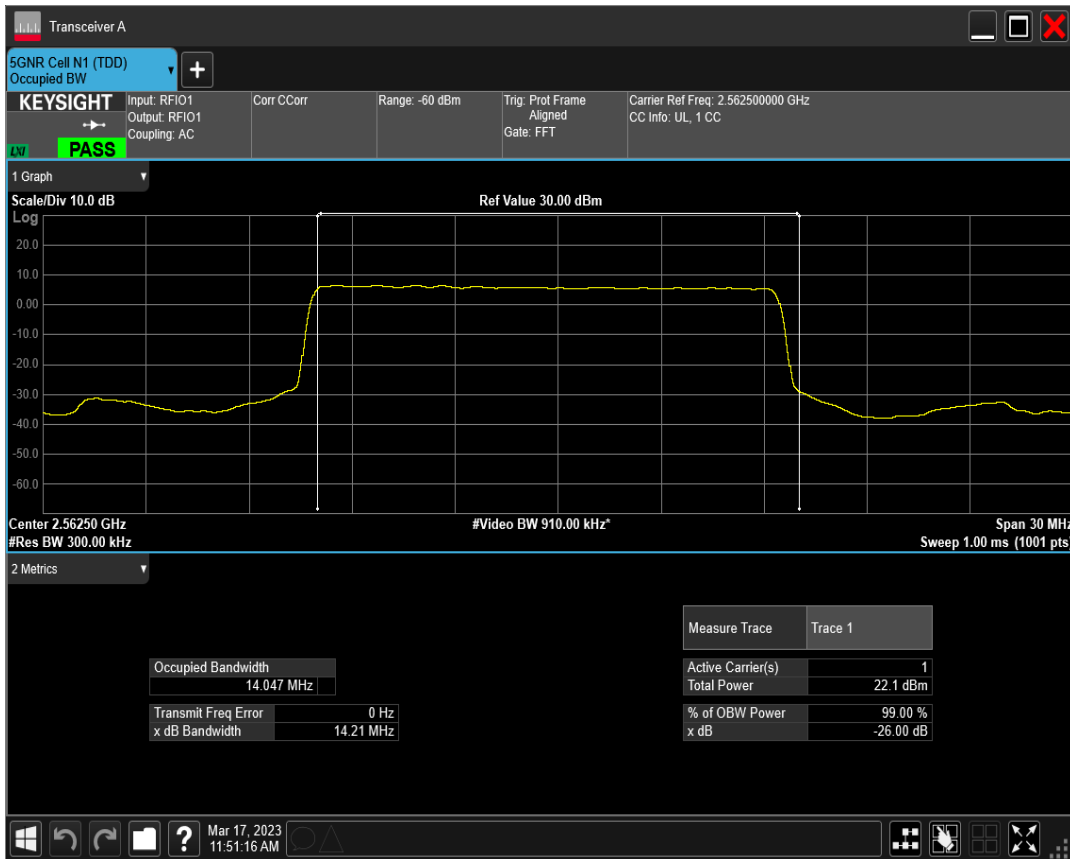 Transceiver A
5GNR Cell N1 (TDD)
Occupied BW
+
KEYSIGHT
LXI
PASS
Input: RFIO1
Output: RFIO1
Coupling: AC
Corr CCorr
Range: -60 dBm
Trig: Prot Frame
Aligned
Gate: FFT
Carrier Ref Freq: 2.562500000 GHz
CC Info: UL, 1 CC
1 Graph
Scale/Div 10.0 dB
Ref Value 30.00 dBm
Log
20.0
10.0
0.00
-10.0
-20.0
-30.0
-40.0
-50.0
-60.0
Center 2.56250 GHz
#Video BW 910.00 kHz*
Span 30 MHz
#Res BW 300.00 kHz
Sweep 1.00 ms (1001 pts)
2 Metrics
Measure Trace Trace 1
Occupied Bandwidth
14.047 MHz
Transmit Freq Error 0 Hz
x dB Bandwidth 14.21 MHz
Active Carrier(s) 1
Total Power 22.1 dBm
% of OBW Power 99.00 %
x dB -26.00 dB
?
Mar 17, 2023
11:51:16 AM